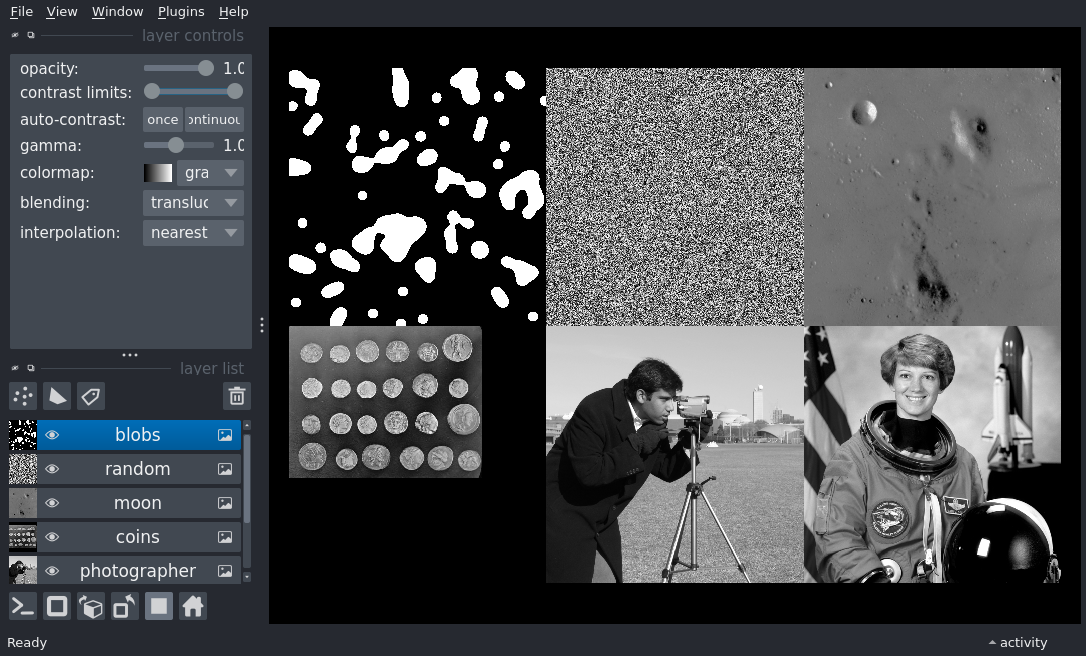 File View Window Plugins Help
layer controls
opacity: 1.0
contrast limits:
auto-contrast: once ontinuou
gamma: 1.0
colormap: gra
blending: transluc
interpolation: nearest
layer list
blobs
random
moon
coins
photographer
Ready
activity